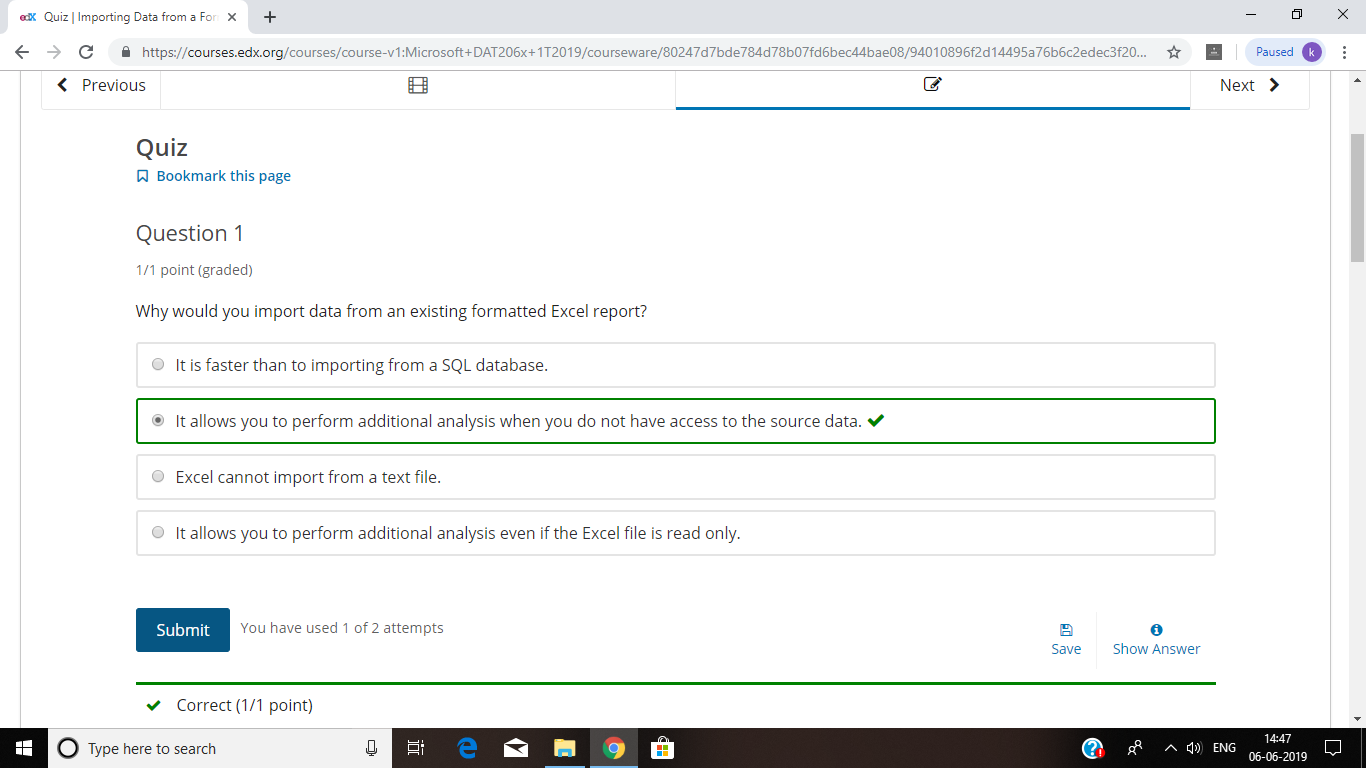 edX Quiz | Importing Data from a For
https://courses.edx.org/courses/course-v1:Microsoft+DAT206x+1T2019/courseware/80247d7bde784d78b07fd6bec44bae08/94010896f2d14495a76b6c2edec3f20...
Paused k
Previous
Next
Quiz
Bookmark this page
Question 1
1/1 point (graded)
Why would you import data from an existing formatted Excel report?
It is faster than to importing from a SQL database.
It allows you to perform additional analysis when you do not have access to the source data.
Excel cannot import from a text file.
It allows you to perform additional analysis even if the Excel file is read only.
Submit
You have used 1 of 2 attempts
Save
Show Answer
Correct (1/1 point)
Type here to search
ENG
14:47
06-06-2019